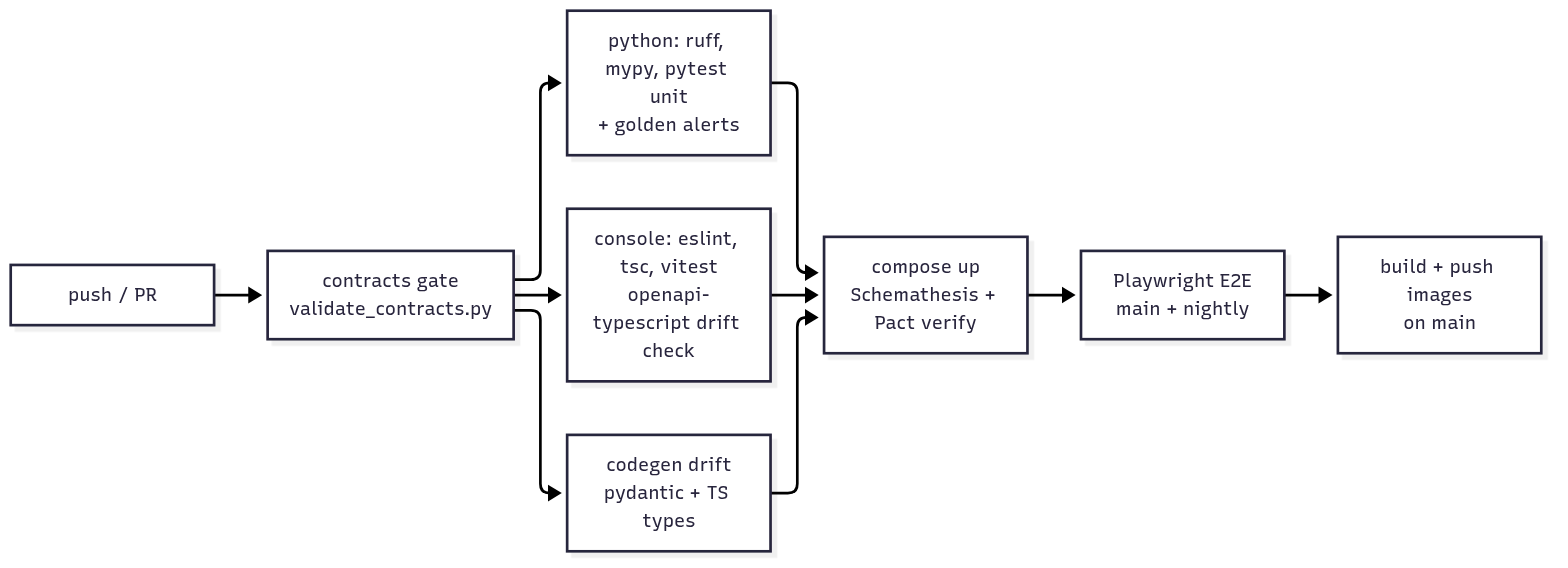 push / PR
contracts gate
validate_contracts.py
python: ruff,
mypy, pytest
unit
+ golden alerts
console: eslint,
tsc, vitest
openapi-
typescript drift
check
codegen drift
pydantic + TS
types
compose up
Schemathesis +
Pact verify
Playwright E2E
main + nightly
build + push
images
on main